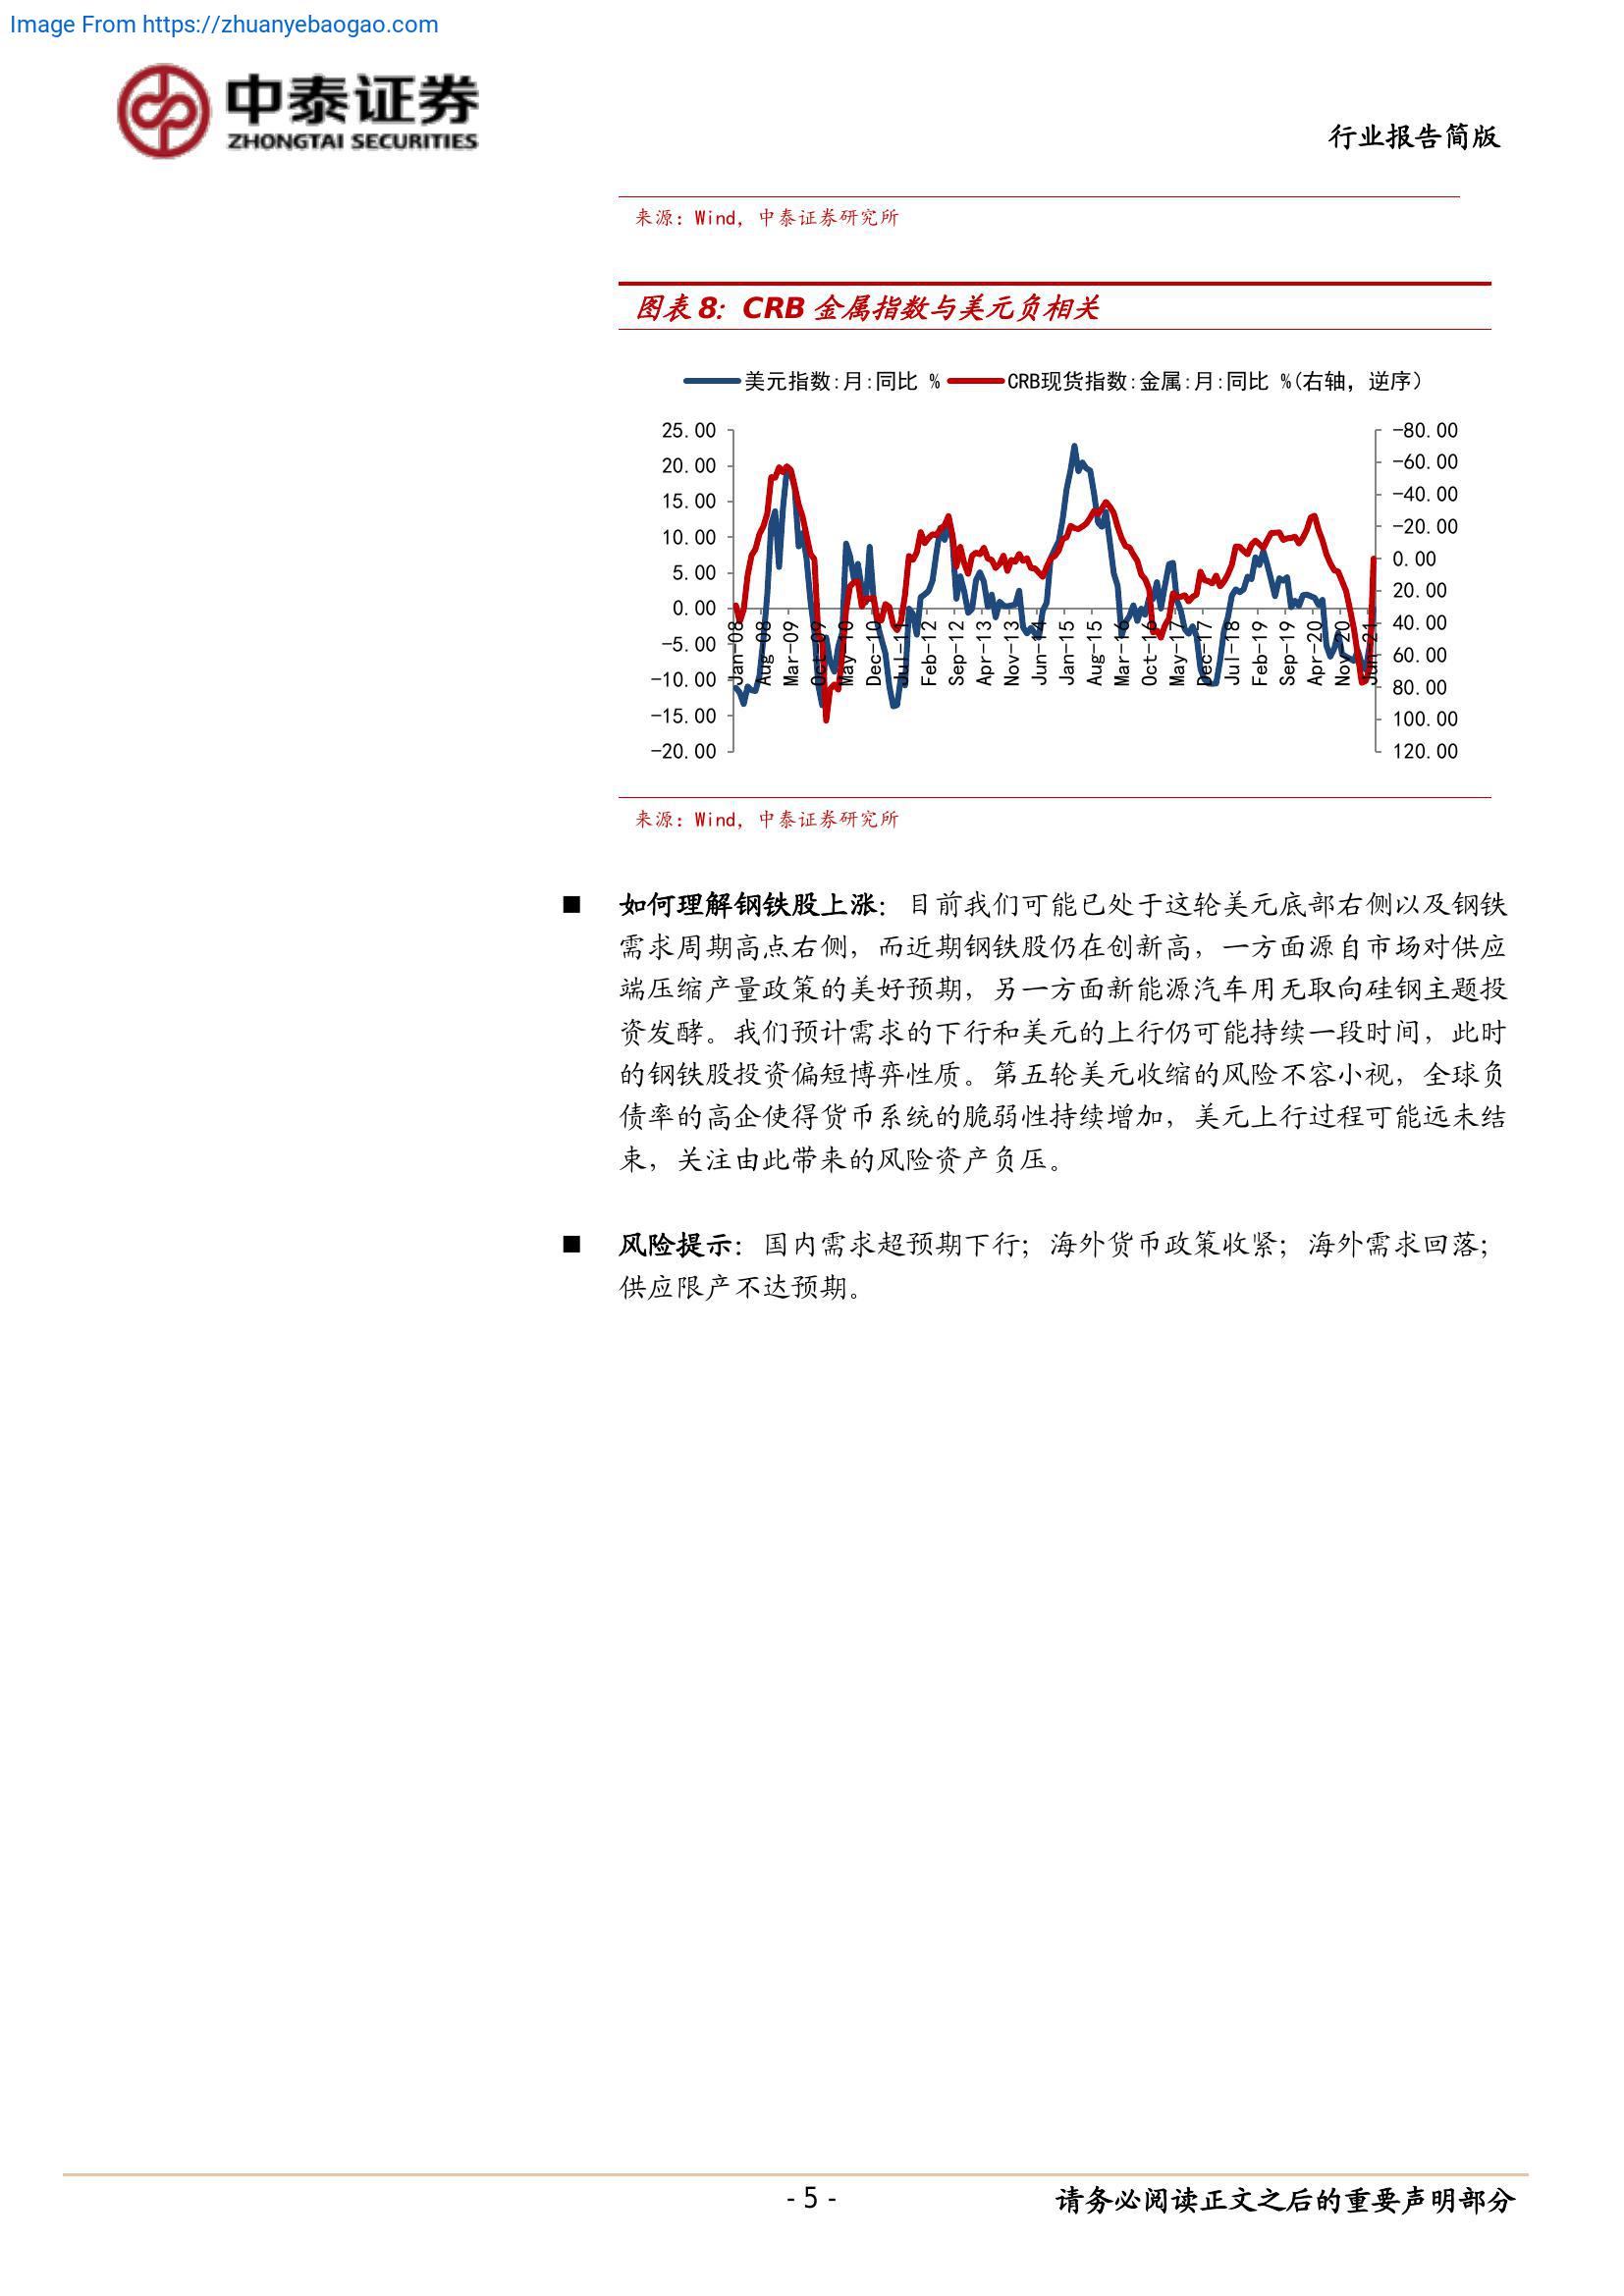 Image From https://zhuanyebaogao.com
中泰证券
ZHONGTAI SECURITIES
行业报告简版
来源：Wind，中泰证券研究所
图表 8：CRB 金属指数与美元负相关
美元指数:月:同比 % CRB现货指数:金属:月:同比 %(右轴，逆序)
25.00 -80.00
20.00 -60.00
15.00 -40.00
10.00 -20.00
5.00 0.00
0.00 20.00
-5.00 40.00
-10.00 60.00
-15.00 80.00
-20.00 100.00
120.00
Jan-08 Aug-08 Mar-09 Oct-09 May-10 Dec-10 Jul-11 Feb-12 Sep-12 Apr-13 Nov-13 Jun-14 Jan-15 Aug-15 Mar-16 Oct-16 May-17 Dec-17 Jul-18 Feb-19 Sep-19 Apr-20 Nov-20 Jun-21
来源：Wind，中泰证券研究所
■ 如何理解钢铁股上涨：目前我们可能已处于这轮美元底部右侧以及钢铁
需求周期高点右侧，而近期钢铁股仍在创新高，一方面源自市场对供应
端压缩产量政策的美好预期，另一方面新能源汽车用无取向硅钢主题投
资发酵。我们预计需求的下行和美元的上行仍可能持续一段时间，此时
的钢铁股投资偏短博弈性质。第五轮美元收缩的风险不容小视，全球负
债率的高企使得货币系统的脆弱性持续增加，美元上行过程可能远未结
束，关注由此带来的风险资产负压。
■ 风险提示：国内需求超预期下行；海外货币政策收紧；海外需求回落；
供应限产不达预期。
- 5 -
请务必阅读正文之后的重要声明部分